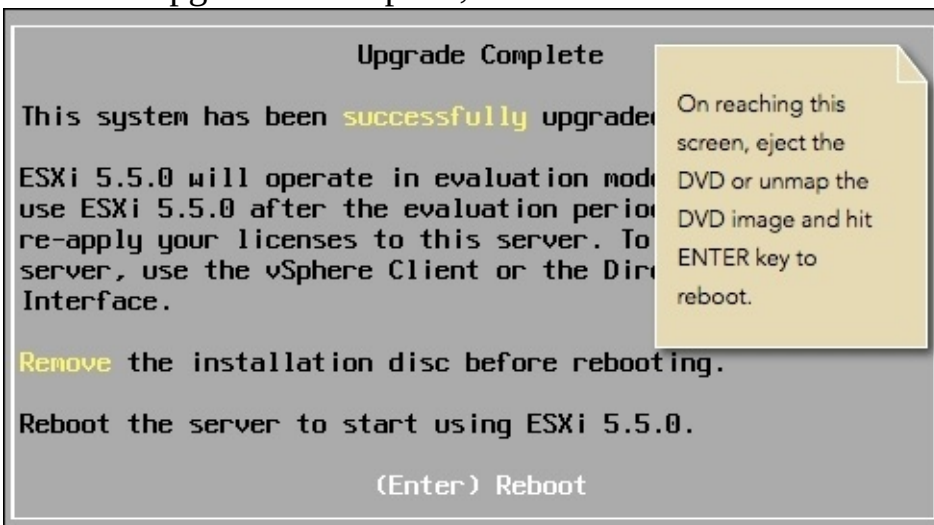 Upgrade Complete
This system has been successfully upgraded
ESXi 5.5.0 will operate in evaluation mode
use ESXi 5.5.0 after the evaluation period
re-apply your licenses to this server. To
server, use the vSphere Client or the
Interface.
Remove the installation disc before rebooting.
Reboot the server to start using ESXi 5.5.0.
(Enter) Reboot
On reaching this
screen, eject the
DVD or unmap the
DVD image and hit
ENTER key to
reboot.